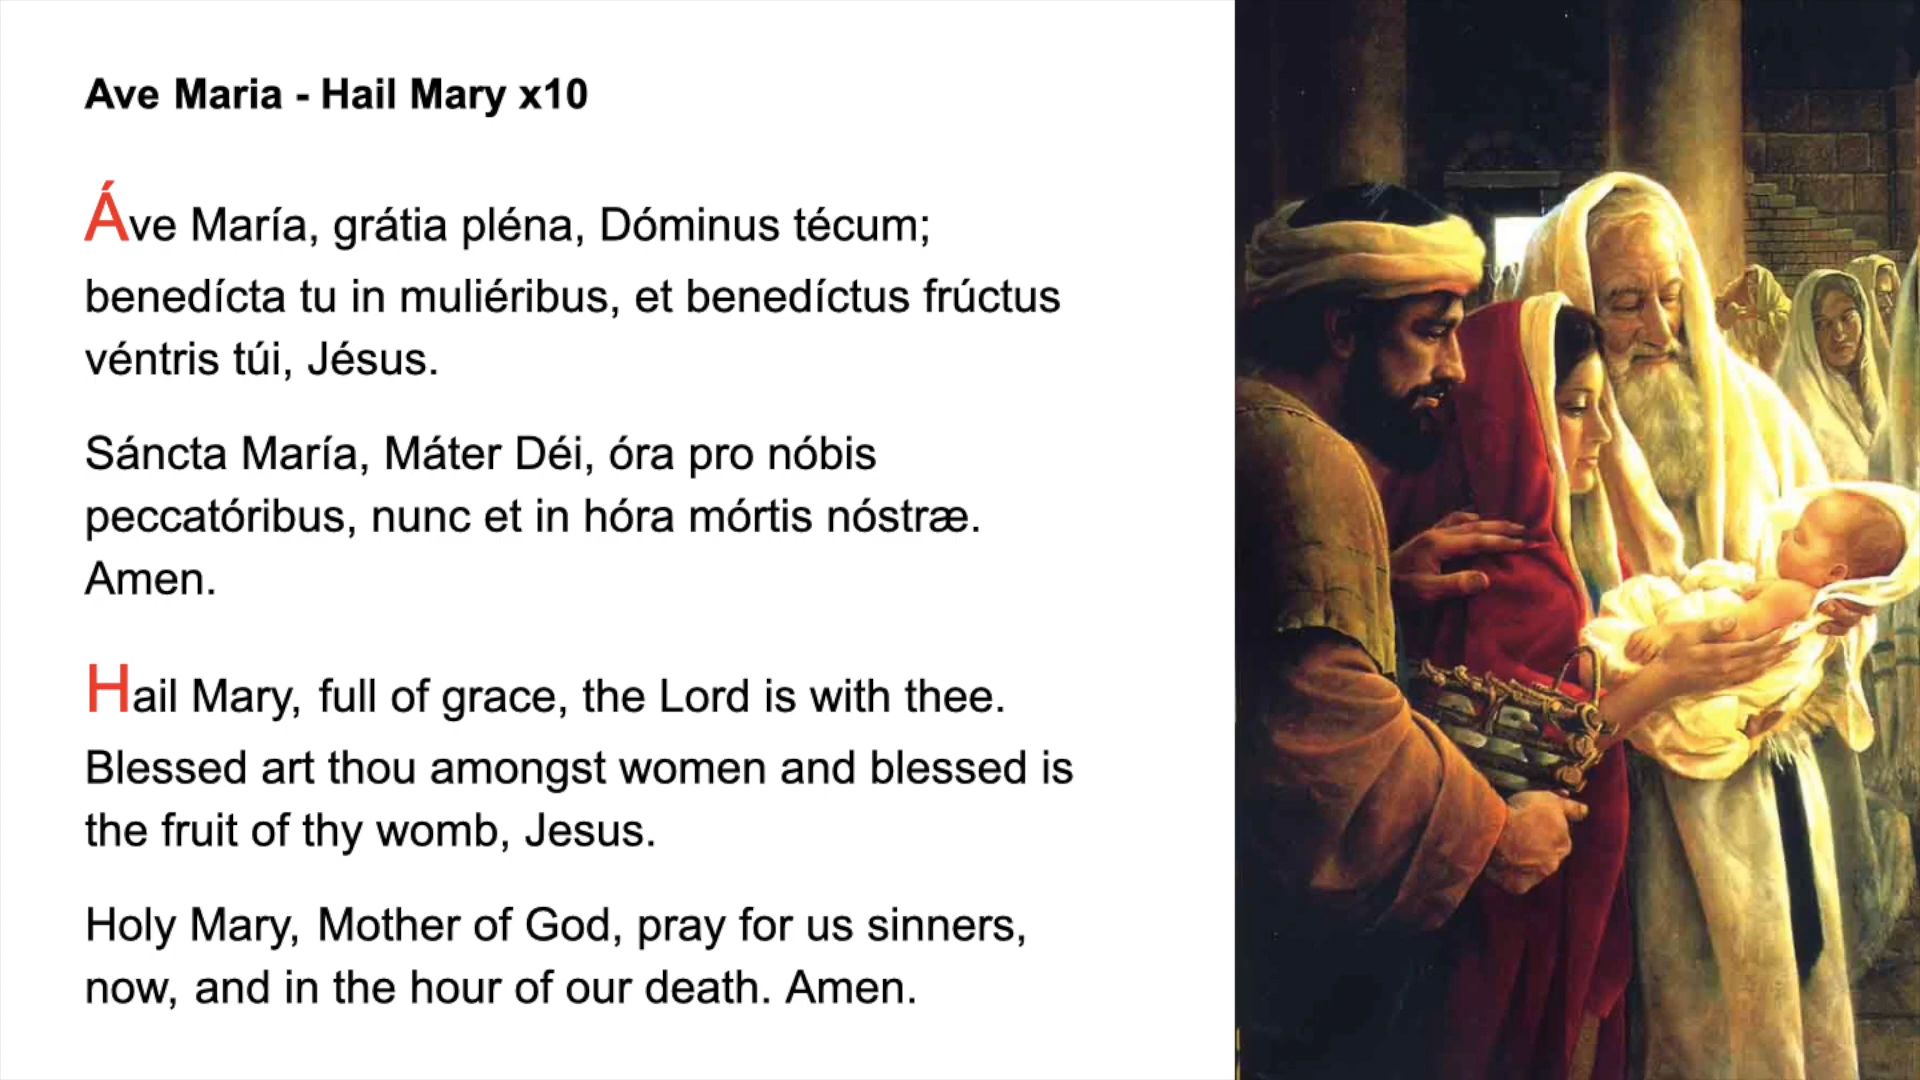 Ave Maria - Hail Mary x10
Áve María, grátia pléna, Dóminus técum;
benedícta tu in muliéribus, et benedíctus frúctus
véntris túi, Jésus.
Sáncta María, Máter Déi, óra pro nóbis
peccatóribus, nunc et in hóra mórtis nóstræ.
Amen.
Hail Mary, full of grace, the Lord is with thee.
Blessed art thou amongst women and blessed is
the fruit of thy womb, Jesus.
Holy Mary, Mother of God, pray for us sinners,
now, and in the hour of our death. Amen.